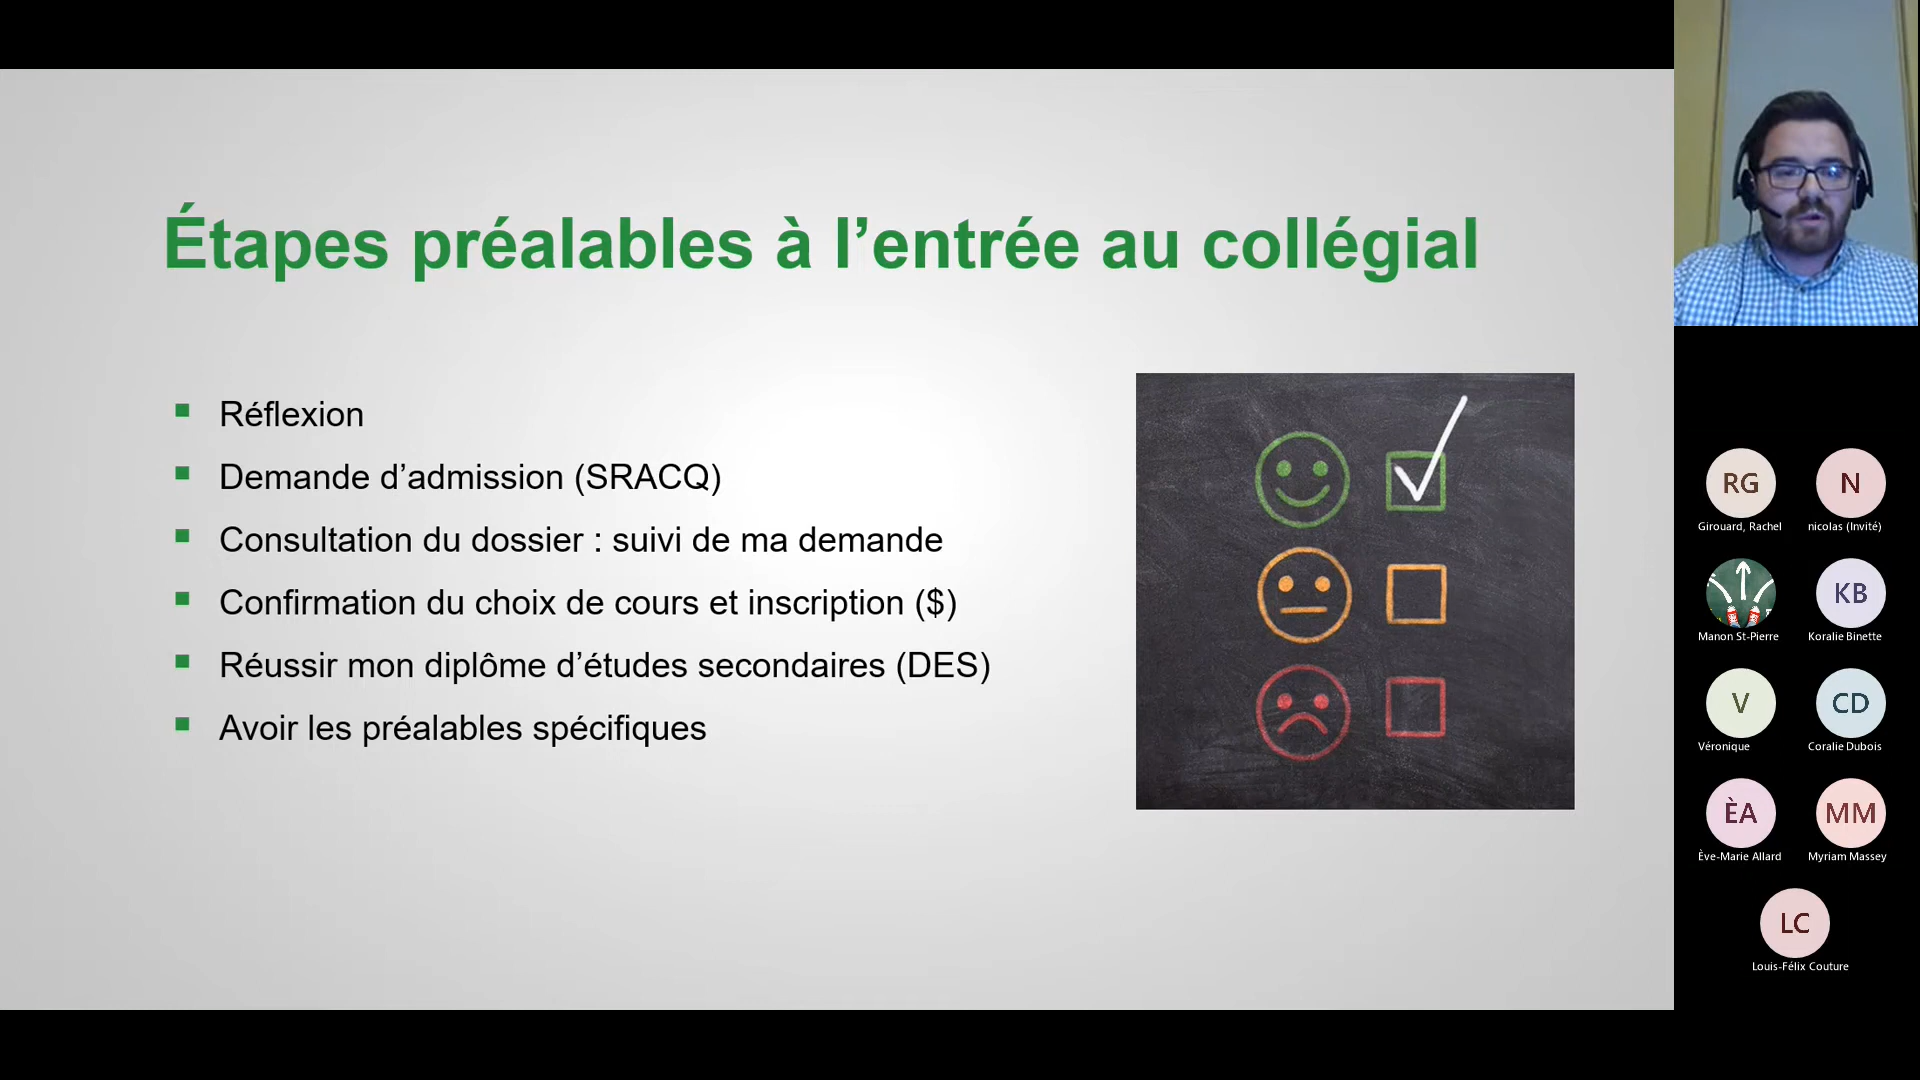 Étapes préalables à l’entrée au collégial
Réflexion
Demande d’admission (SRACQ)
Consultation du dossier : suivi de ma demande
Confirmation du choix de cours et inscription ($)
Réussir mon diplôme d’études secondaires (DES)
Avoir les préalables spécifiques
RG
Girouard, Rachel
N
nicolas (Invité)
Manon St-Pierre
KB
Koralie Binette
V
Véronique
CD
Coralie Dubois
ÈA
Ève-Marie Allard
MM
Myriam Massey
LC
Louis-Félix Couture